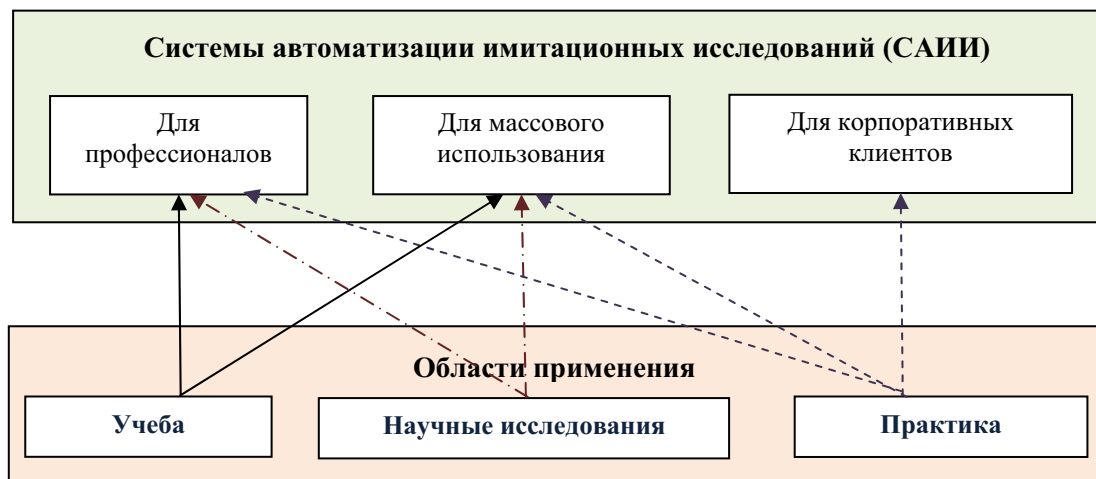 Системы автоматизации имитационных исследований (САИИ)
Для
профессионалов
Для массового
использования
Для корпоративных
клиентов
Области применения
Учеба
Научные исследования
Практика